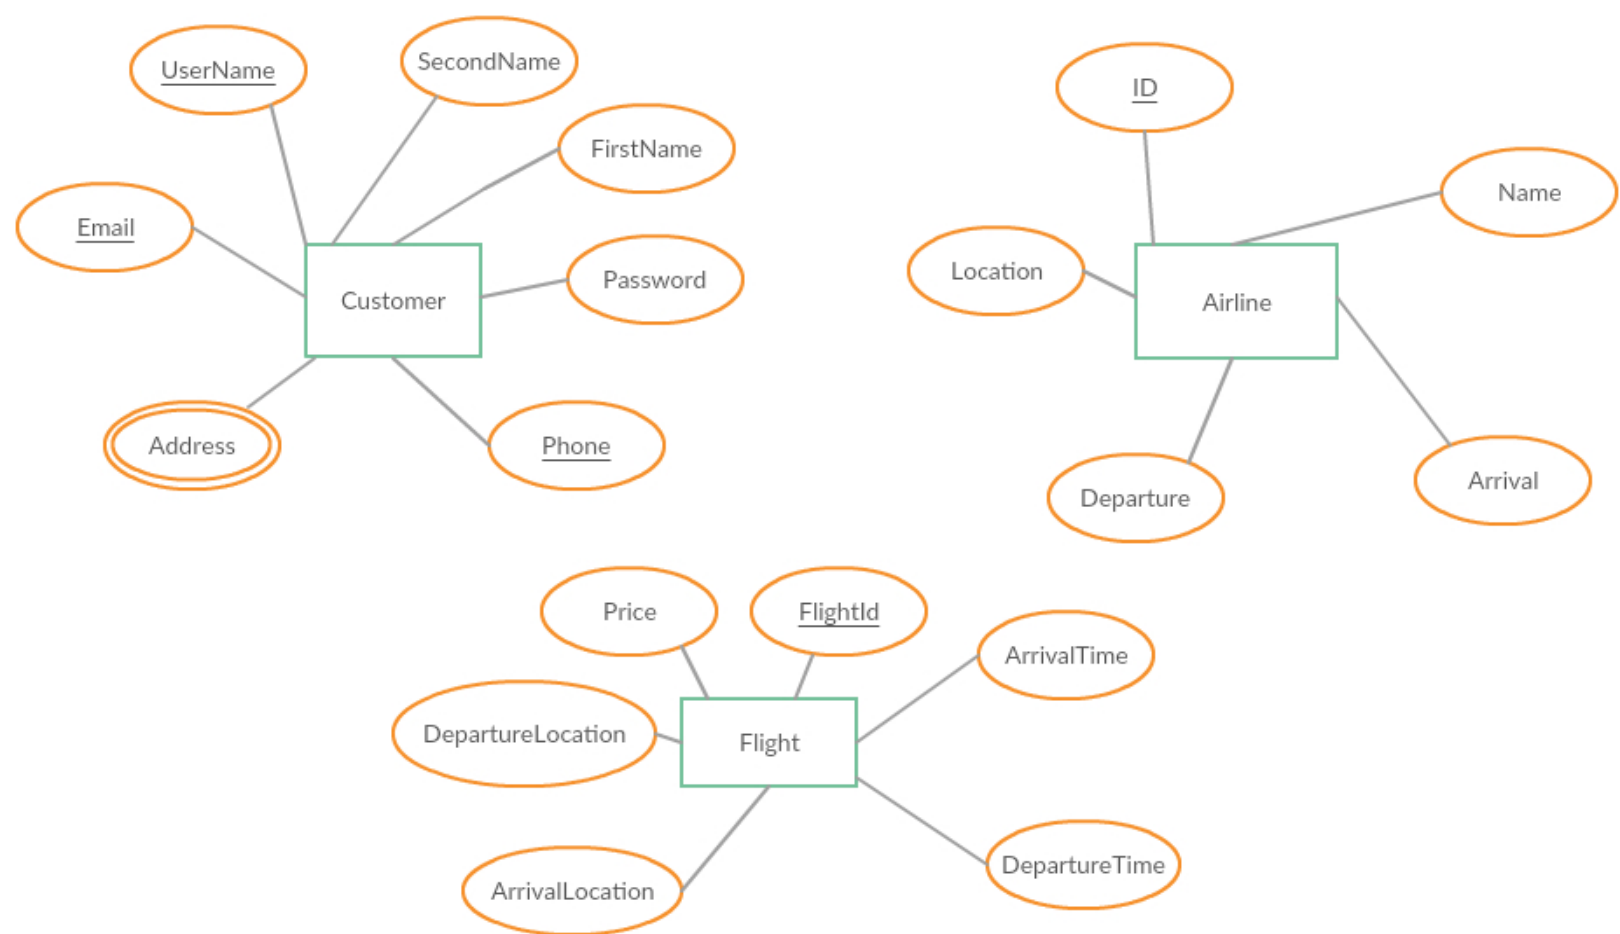 UserName
SecondName
FirstName
Email
Password
Customer
Address
Phone
ID
Name
Location
Airline
Departure
Arrival
Price
FlightId
ArrivalTime
DepartureLocation
Flight
ArrivalLocation
DepartureTime